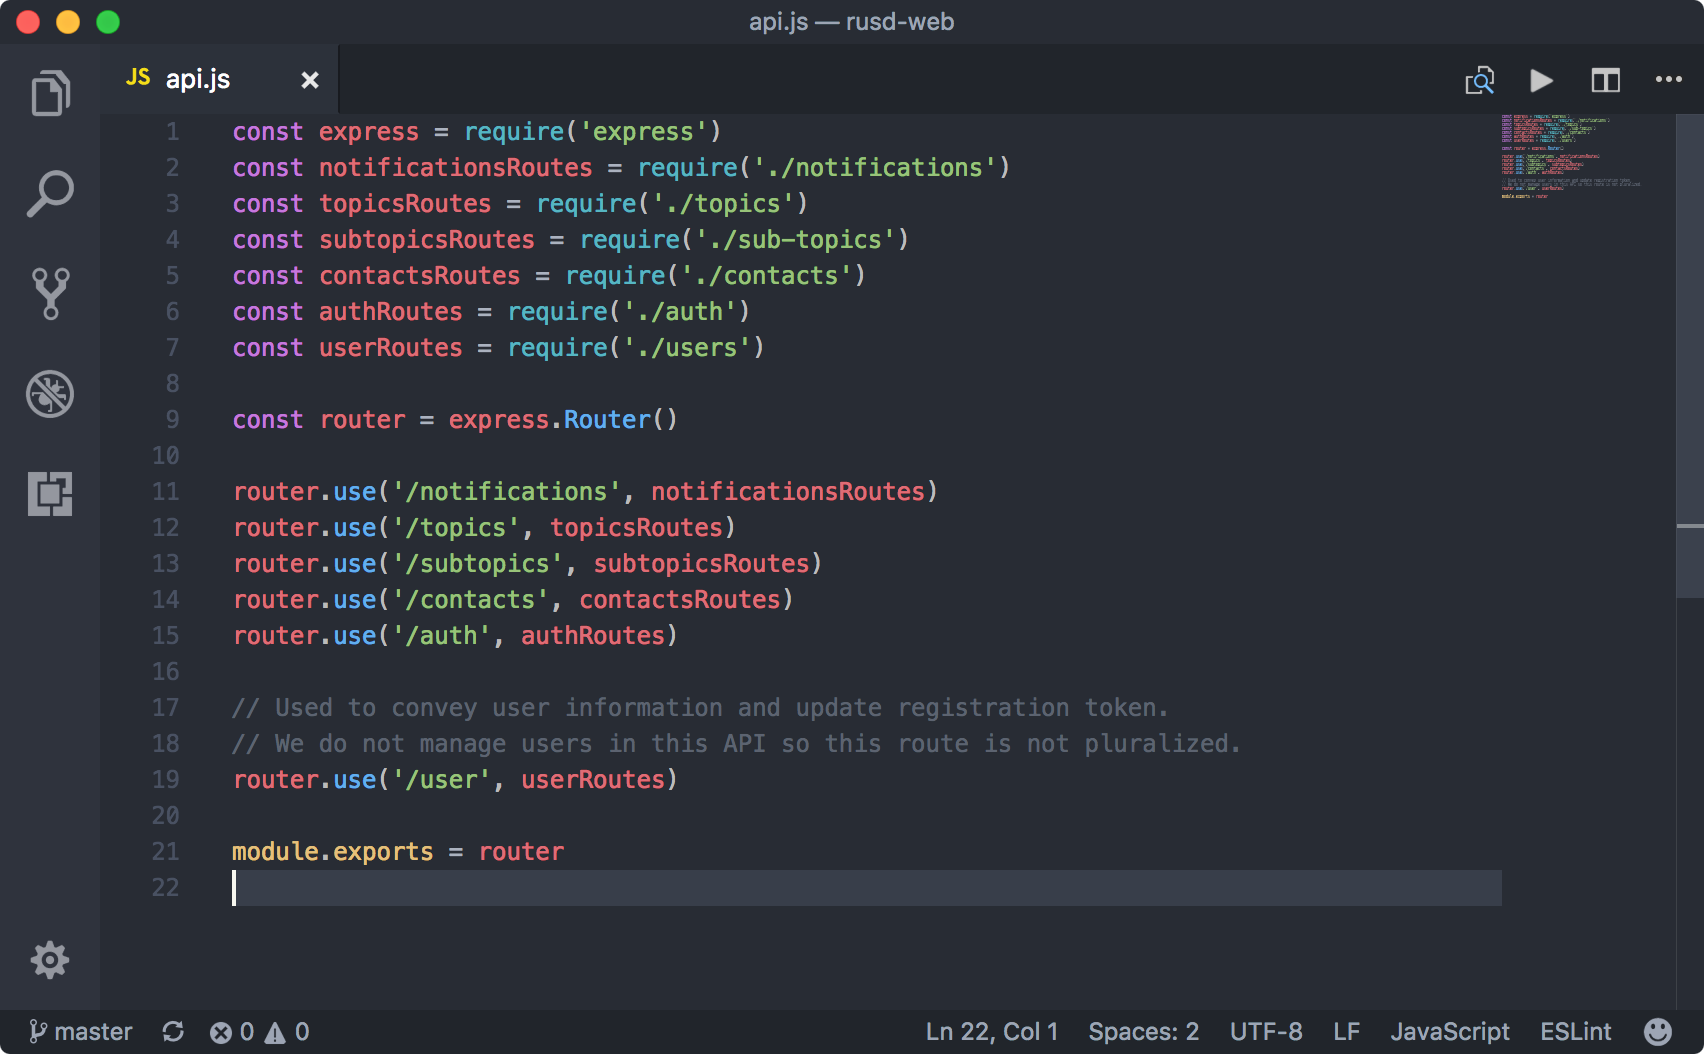 api.js — rusd-web
JS api.js
1 const express = require('express')
2 const notificationsRoutes = require('./notifications')
3 const topicsRoutes = require('./topics')
4 const subtopicsRoutes = require('./sub-topics')
5 const contactsRoutes = require('./contacts')
6 const authRoutes = require('./auth')
7 const userRoutes = require('./users')
8
9 const router = express.Router()
10
11 router.use('/notifications', notificationsRoutes)
12 router.use('/topics', topicsRoutes)
13 router.use('/subtopics', subtopicsRoutes)
14 router.use('/contacts', contactsRoutes)
15 router.use('/auth', authRoutes)
16
17 // Used to convey user information and update registration token.
18 // We do not manage users in this API so this route is not pluralized.
19 router.use('/user', userRoutes)
20
21 module.exports = router
22
master 0 0 Ln 22, Col 1 Spaces: 2 UTF-8 LF JavaScript ESLint